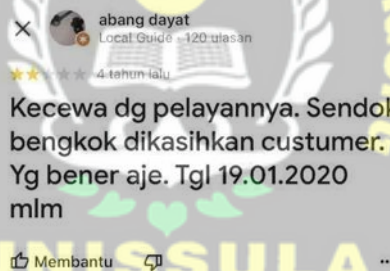 abang dayat
Local Guide · 120 ulasan
4 tahun lalu
Kecewa dg pelayannya. Sendok
bengkok dikasihkan custumer.
Yg bener aje. Tgl 19.01.2020
mlm
Membantu
UNISSULA